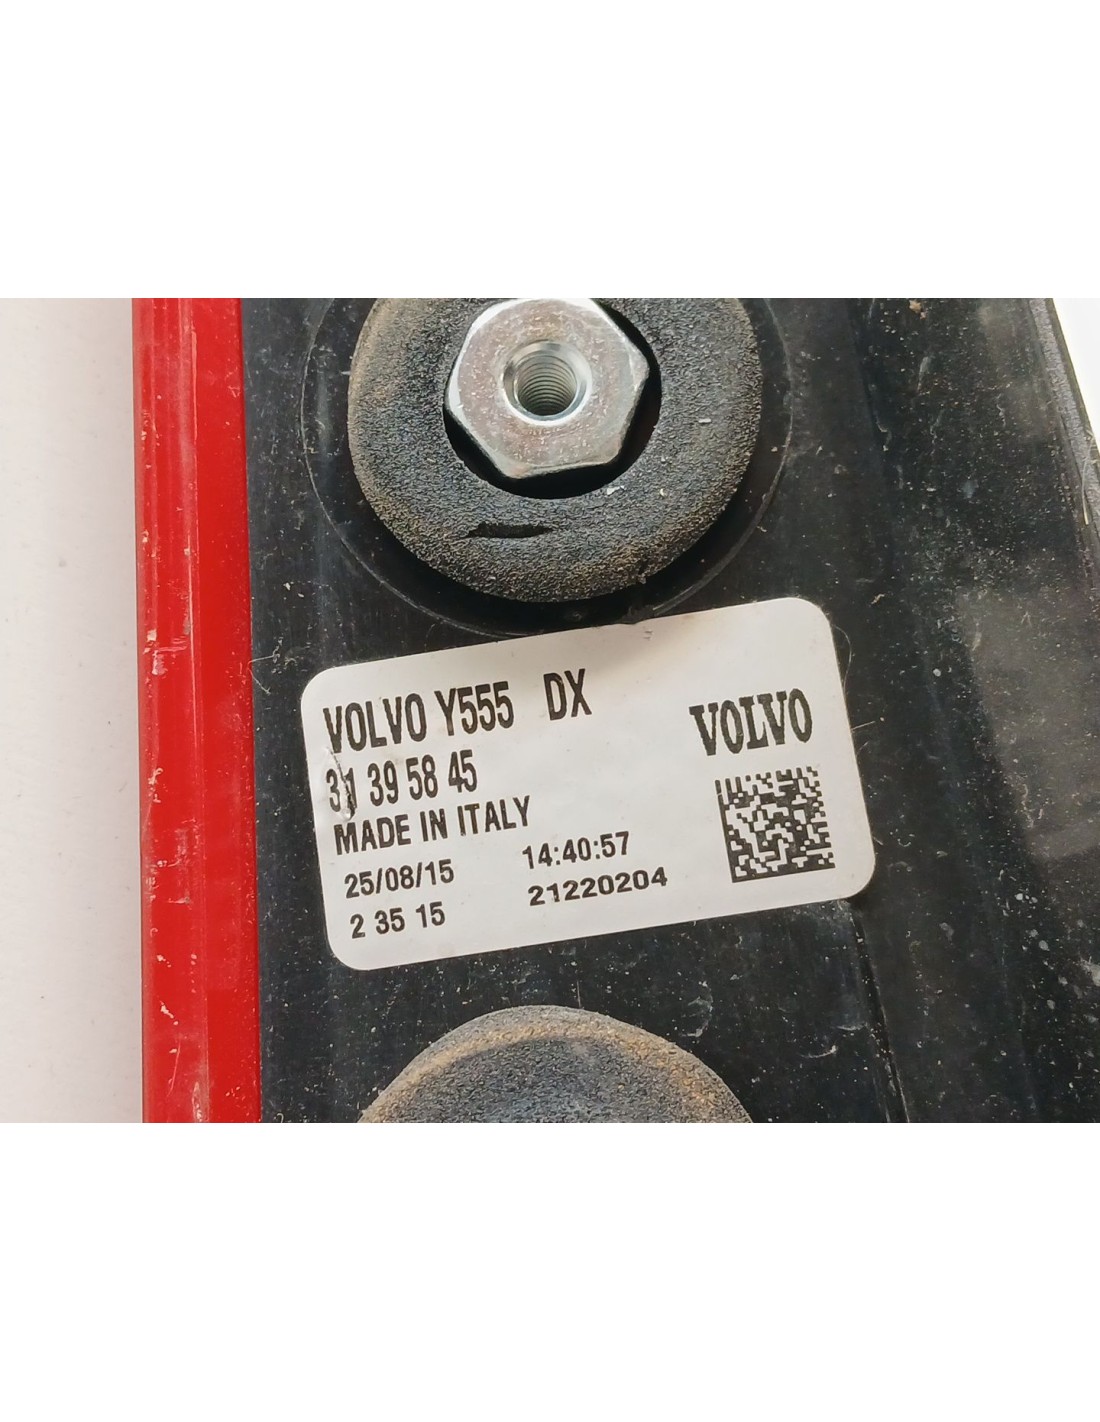 VOLVO Y555 DX
31 39 58 45
MADE IN ITALY
25/08/15 14:40:57
2 35 15 21220204
VOLVO